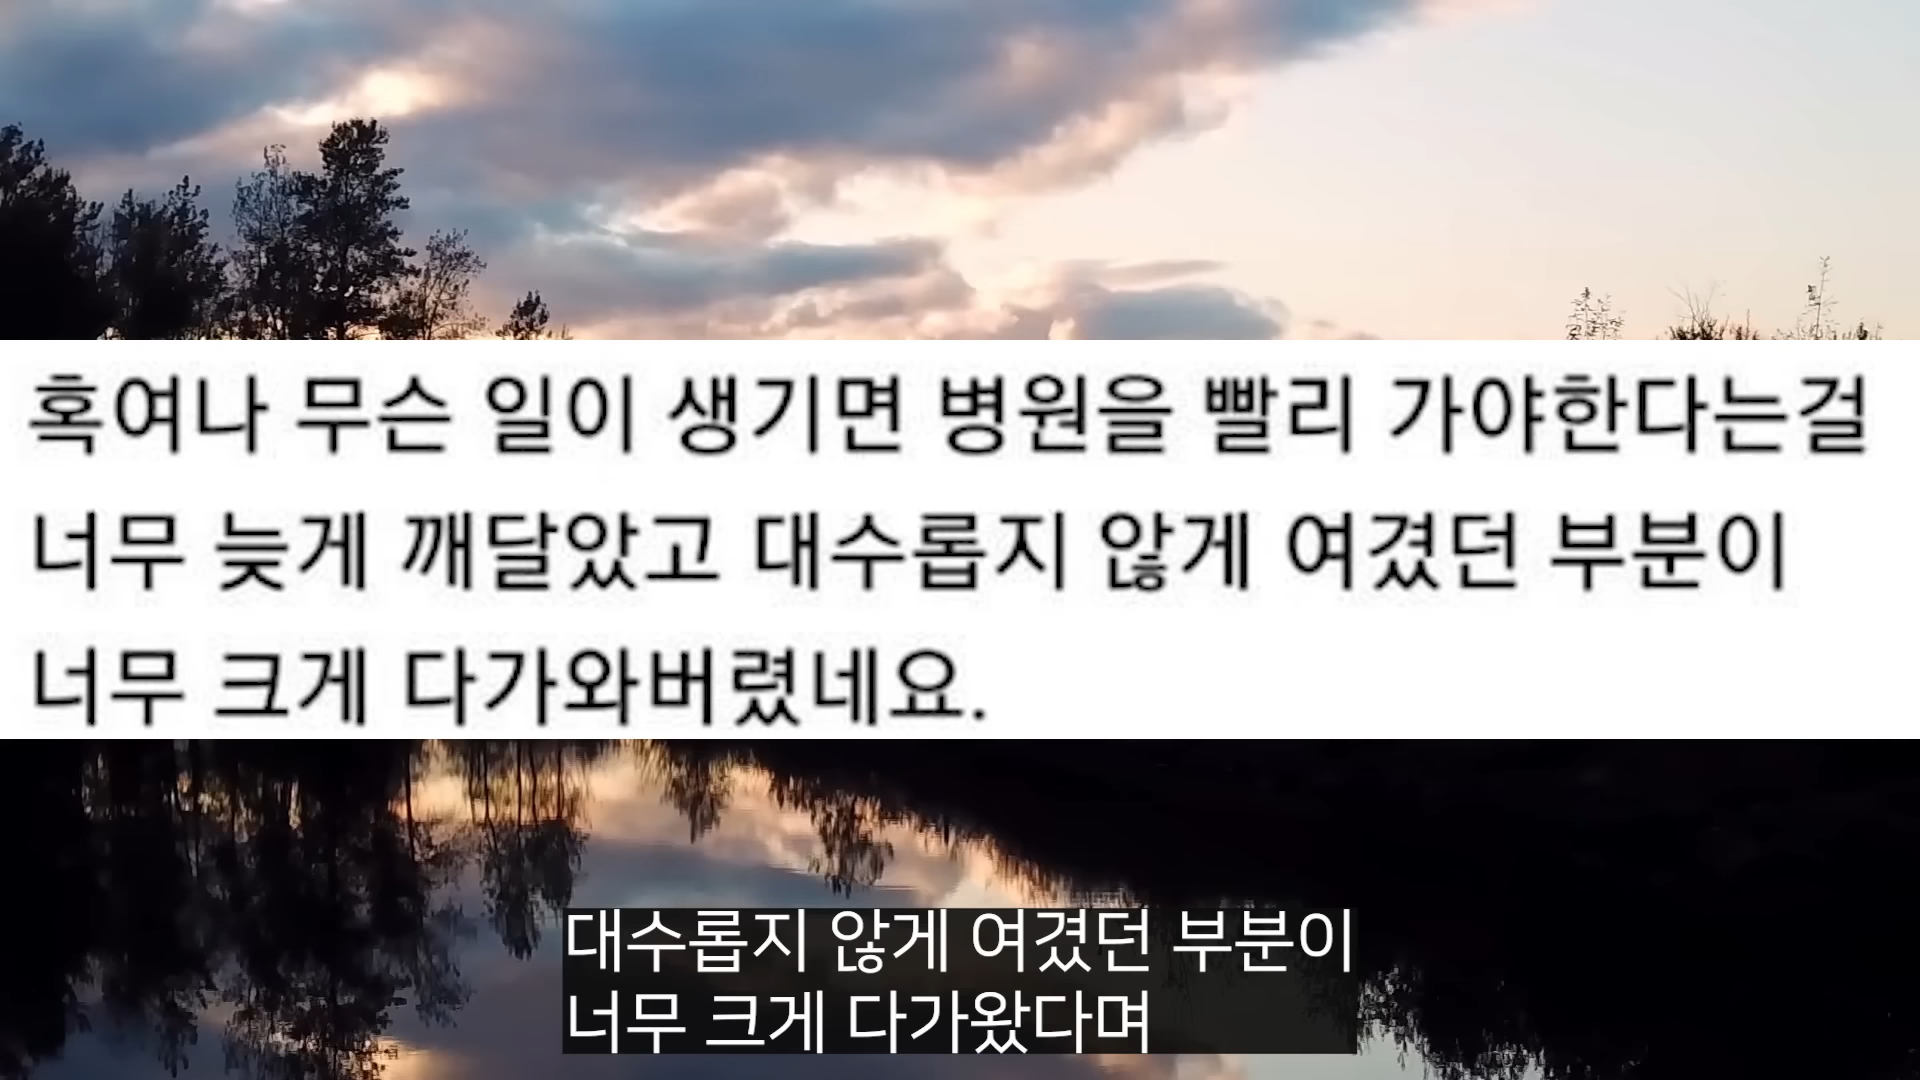 혹여나 무슨 일이 생기면 병원을 빨리 가야한다는걸
너무 늦게 깨달았고 대수롭지 않게 여겼던 부분이
너무 크게 다가와버렸네요.
대수롭지 않게 여겼던 부분이
너무 크게 다가왔다며